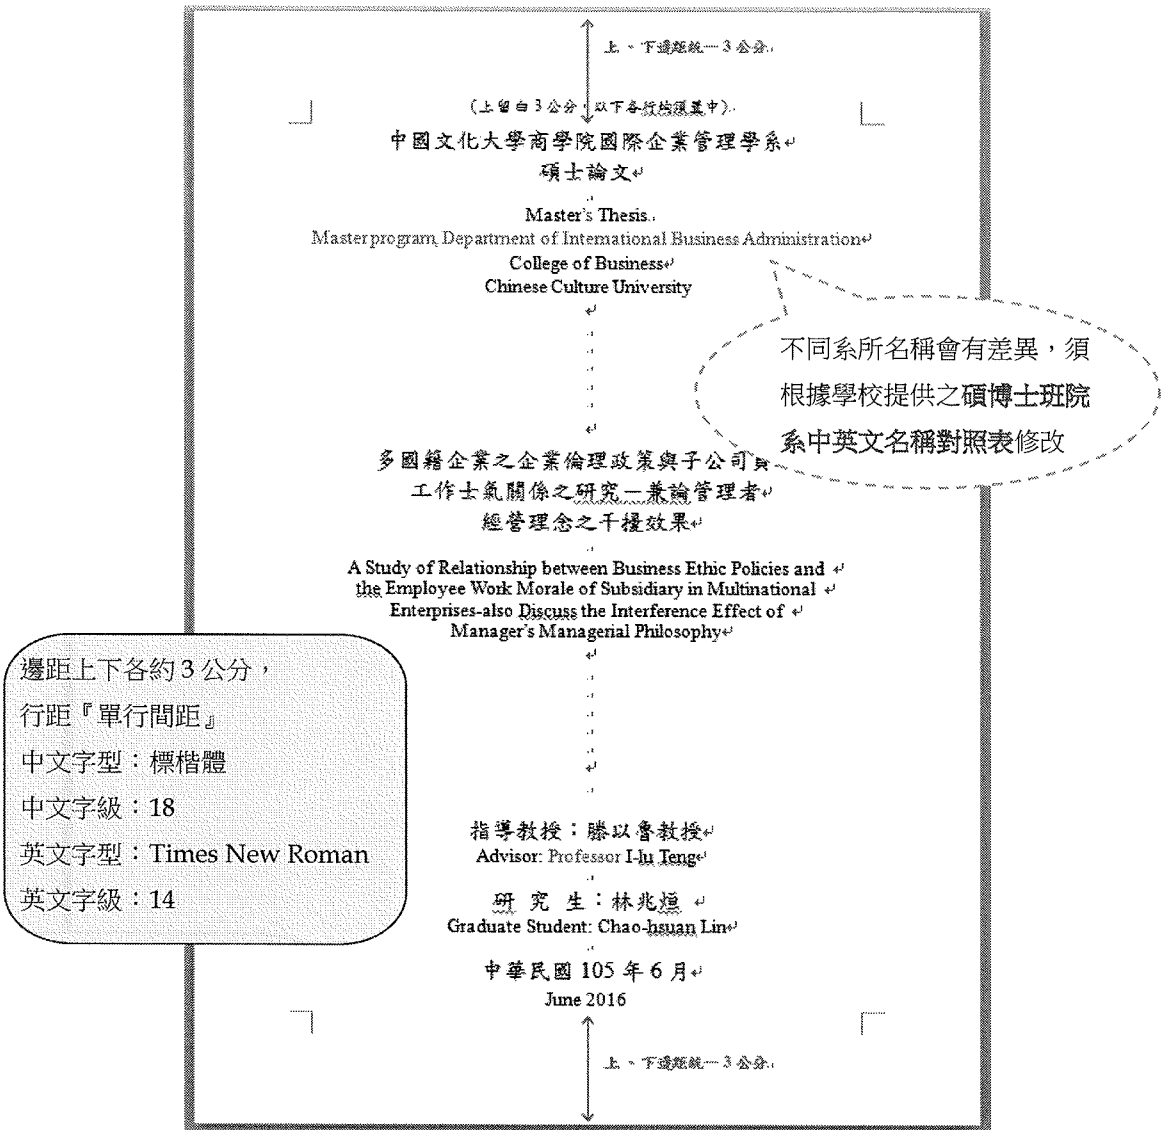 上、下邊距統一 3 公分
(上留白 3 公分,以下各行均須置中)
中國文化大學商學院國際企業管理學系
碩士論文
Master's Thesis
Master program, Department of International Business Administration
College of Business
Chinese Culture University
不同系所名稱會有差異,須
根據學校提供之碩博士班院
系中英文名稱對照表修改
多國籍企業之企業倫理政策與子公司員
工作士氣關係之研究－兼論管理者
經營理念之干擾效果
A Study of Relationship between Business Ethic Policies and
the Employee Work Morale of Subsidiary in Multinational
Enterprises-also Discuss the Interference Effect of
Manager's Managerial Philosophy
邊距上下各約 3 公分,
行距『單行間距』
中文字型:標楷體
中文字級:18
英文字型:Times New Roman
英文字級:14
指導教授:滕以魯教授
Advisor: Professor I-lu Teng
研 究 生:林兆烜
Graduate Student: Chao-hsuan Lin
中華民國 105 年 6 月
June 2016
上、下邊距統一 3 公分